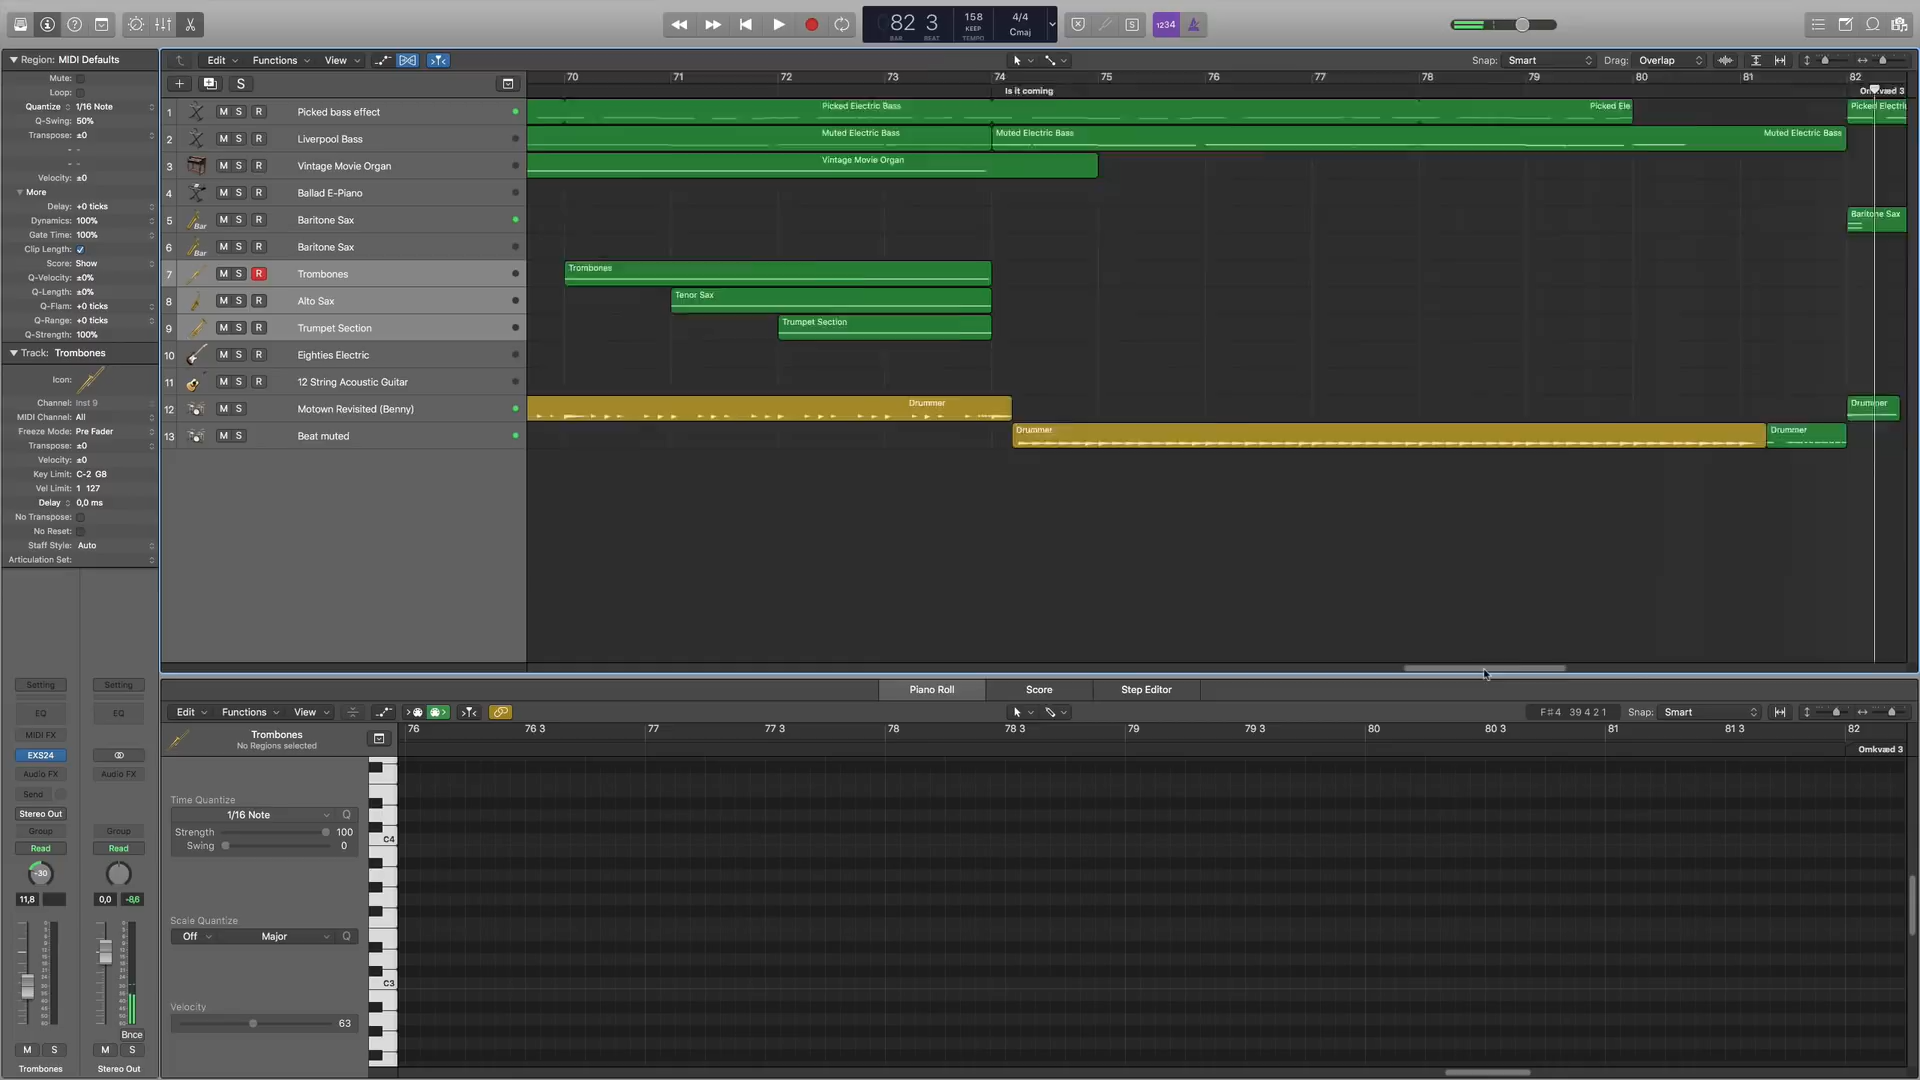 82 3
BAR BEAT
158
KEEP
TEMPO
4/4
Cmaj
1234
Region: MIDI Defaults
Mute:
Loop:
Quantize 1/16 Note
Q-Swing: 50%
Transpose: ±0
Velocity: ±0
More
Delay: +0 ticks
Dynamics: 100%
Gate Time: 100%
Clip Length:
Score: Show
Q-Velocity: ±0%
Q-Length: ±0%
Q-Flam: +0 ticks
Q-Range: +0 ticks
Q-Strength: 100%
Track: Trombones
Icon:
Channel: Inst 9
MIDI Channel: All
Freeze Mode: Pre Fader
Transpose: ±0
Velocity: ±0
Key Limit: C-2 G8
Vel Limit: 1 127
Delay 0,0 ms
No Transpose:
No Reset:
Staff Style: Auto
Articulation Set:
Edit Functions View
Snap: Smart Drag: Overlap
S
70 71 72 73 74 75 76 77 78 79 80 81 82
Is it coming
1 M S R Picked bass effect
Picked Electric Bass Picked Ele
2 M S R Liverpool Bass
Muted Electric Bass Muted Electric Bass Muted Electric Bass
3 M S R Vintage Movie Organ
Vintage Movie Organ
4 M S R Ballad E-Piano
5 Bar M S R Baritone Sax
Baritone Sax
6 Bar M S R Baritone Sax
7 M S R Trombones
Trombones
8 M S R Alto Sax
Tenor Sax
9 M S R Trumpet Section
Trumpet Section
10 M S R Eighties Electric
11 M S R 12 String Acoustic Guitar
12 M S Motown Revisited (Benny)
Drummer Drummer
13 M S Beat muted
Drummer Drummer
Piano Roll Score Step Editor
Edit Functions View
F#4 39 4 2 1 Snap: Smart
Trombones
No Regions selected
76 76 3 77 77 3 78 78 3 79 79 3 80 80 3 81 81 3 82
Omkvæd 3
Time Quantize
1/16 Note Q
Strength 100
Swing 0
C4
Scale Quantize
Off Major Q
C3
Velocity
63
Setting Setting
EQ EQ
MIDI FX
EXS24
Audio FX Audio FX
Send
Stereo Out
Group Group
Read Read
-30
11,8 0,0 -8,6
Bnce
M S M S
Trombones Stereo Out